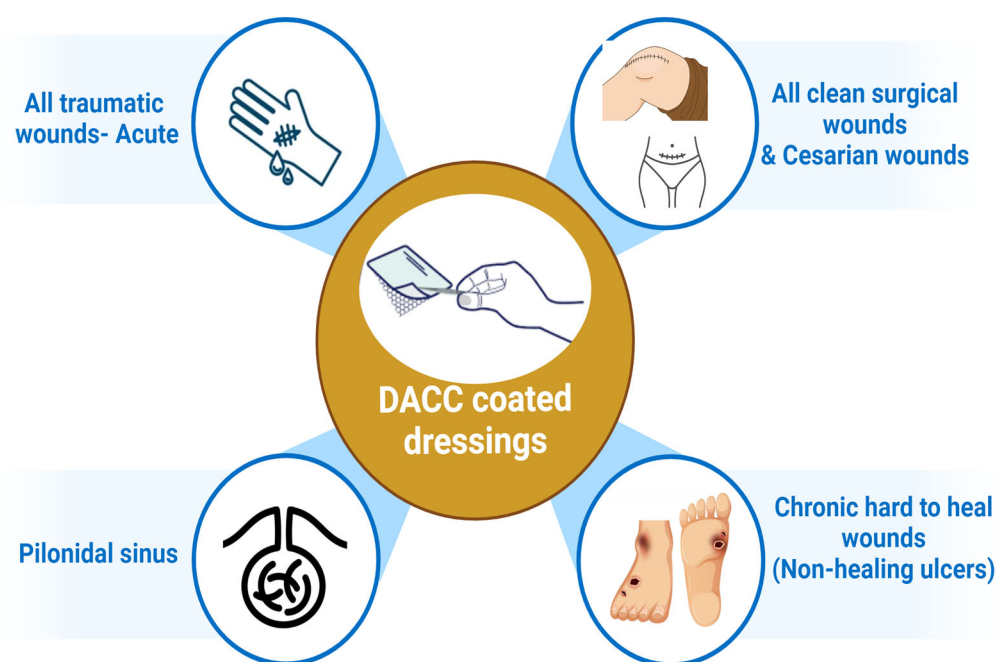 All traumatic
wounds- Acute
All clean surgical
wounds
& Cesarian wounds
DACC coated
dressings
Pilonidal sinus
Chronic hard to heal
wounds
(Non-healing ulcers)